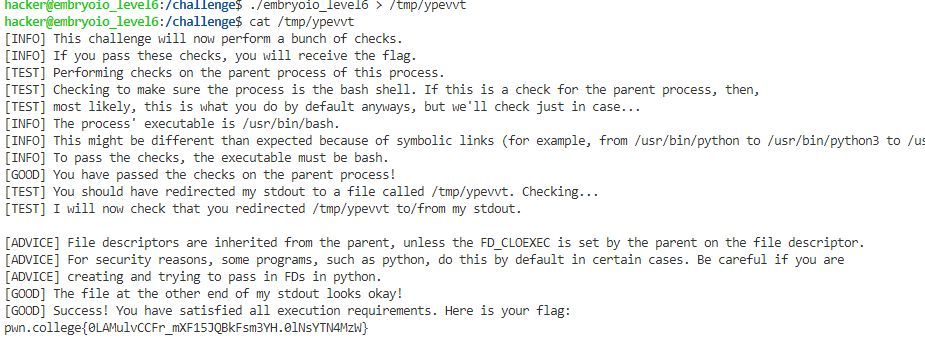 hacker@embryoio_level6:/challenge$ ./embryoio_level6 > /tmp/ypevvt
hacker@embryoio_level6:/challenge$ cat /tmp/ypevvt
[INFO] This challenge will now perform a bunch of checks.
[INFO] If you pass these checks, you will receive the flag.
[TEST] Performing checks on the parent process of this process.
[TEST] Checking to make sure the process is the bash shell. If this is a check for the parent process, then,
[TEST] most likely, this is what you do by default anyways, but we'll check just in case...
[INFO] The process' executable is /usr/bin/bash.
[INFO] This might be different than expected because of symbolic links (for example, from /usr/bin/python to /usr/bin/python3 to /us
[INFO] To pass the checks, the executable must be bash.
[GOOD] You have passed the checks on the parent process!
[TEST] You should have redirected my stdout to a file called /tmp/ypevvt. Checking...
[TEST] I will now check that you redirected /tmp/ypevvt to/from my stdout.
[ADVICE] File descriptors are inherited from the parent, unless the FD_CLOEXEC is set by the parent on the file descriptor.
[ADVICE] For security reasons, some programs, such as python, do this by default in certain cases. Be careful if you are
[ADVICE] creating and trying to pass in FDs in python.
[GOOD] The file at the other end of my stdout looks okay!
[GOOD] Success! You have satisfied all execution requirements. Here is your flag:
pwn.college{0LAMulvCCFr_mXF15JQBkFsm3YH.0lNsYTN4MzW}